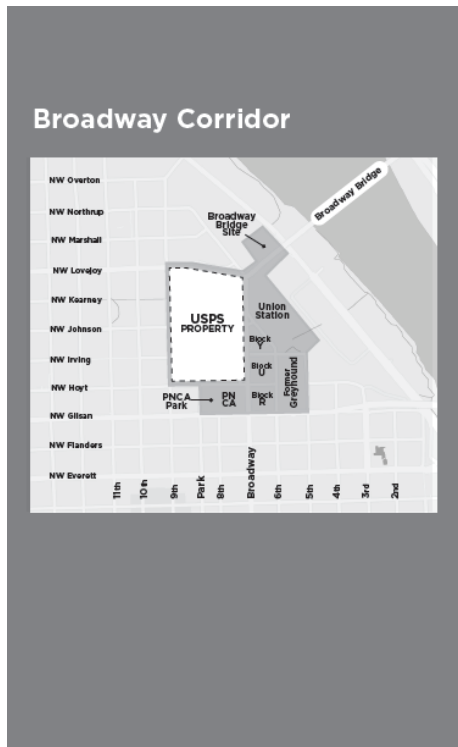 Broadway Corridor
NW Overton
Broadway Bridge
NW Northrup
Broadway
Bridge
Site
NW Marshall
NW Lovejoy
NW Kearney
Union
Station
USPS
PROPERTY
NW Johnson
Block
Y
NW Irving
Block
U
Former
Greyhound
NW Hoyt
PNCA
Park
PN
CA
Block
R
NW Glisan
NW Flanders
NW Everett
11th
10th
9th
Park
8th
Broadway
6th
5th
4th
3rd
2nd